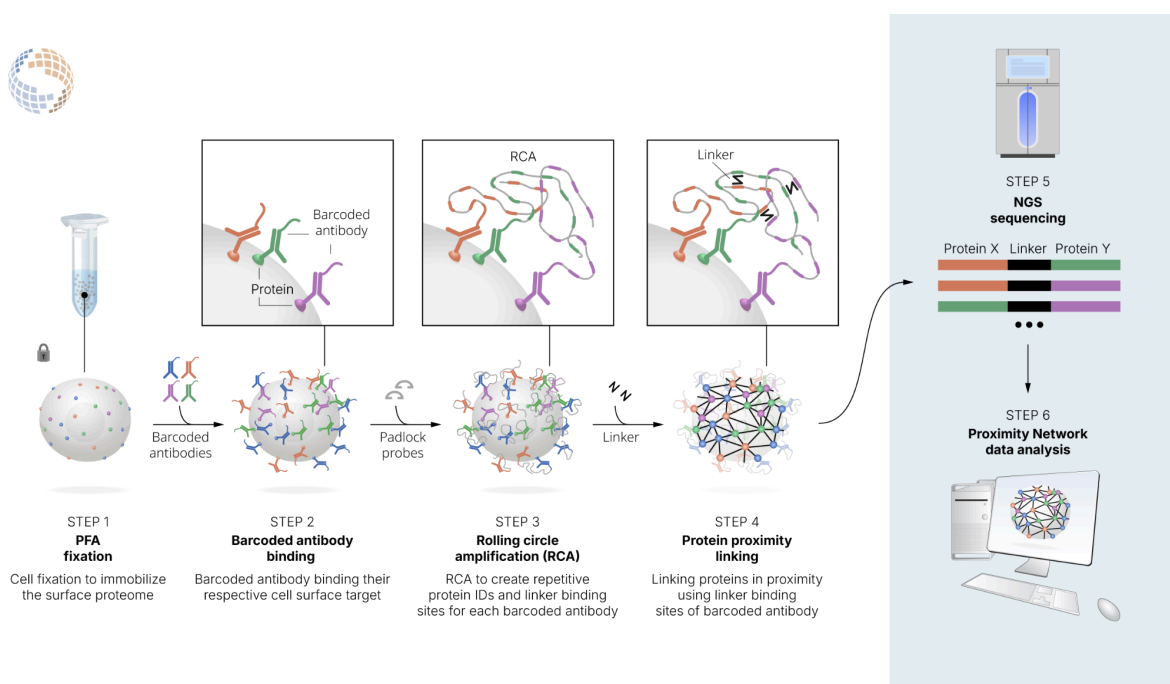 Barcoded
antibody
Protein
RCA
Linker
Barcoded
antibodies
Padlock
probes
Linker
STEP 1
PFA
fixation
Cell fixation to immobilize
the surface proteome
STEP 2
Barcoded antibody
binding
Barcoded antibody binding their
respective cell surface target
STEP 3
Rolling circle
amplification (RCA)
RCA to create repetitive
protein IDs and linker binding
sites for each barcoded antibody
STEP 4
Protein proximity
linking
Linking proteins in proximity
using linker binding
sites of barcoded antibody
STEP 5
NGS
sequencing
Protein X Linker Protein Y
STEP 6
Proximity Network
data analysis